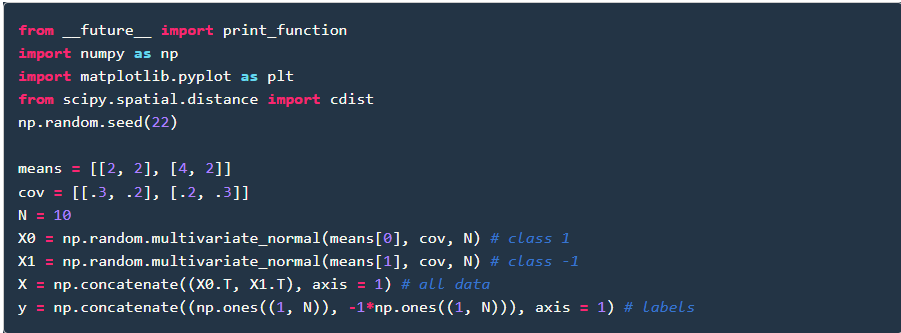 from __future__ import print_function
import numpy as np
import matplotlib.pyplot as plt
from scipy.spatial.distance import cdist
np.random.seed(22)
means = [[2, 2], [4, 2]]
cov = [[.3, .2], [.2, .3]]
N = 10
X0 = np.random.multivariate_normal(means[0], cov, N) # class 1
X1 = np.random.multivariate_normal(means[1], cov, N) # class -1
X = np.concatenate((X0.T, X1.T), axis = 1) # all data
y = np.concatenate((np.ones((1, N)), -1*np.ones((1, N))), axis = 1) # labels